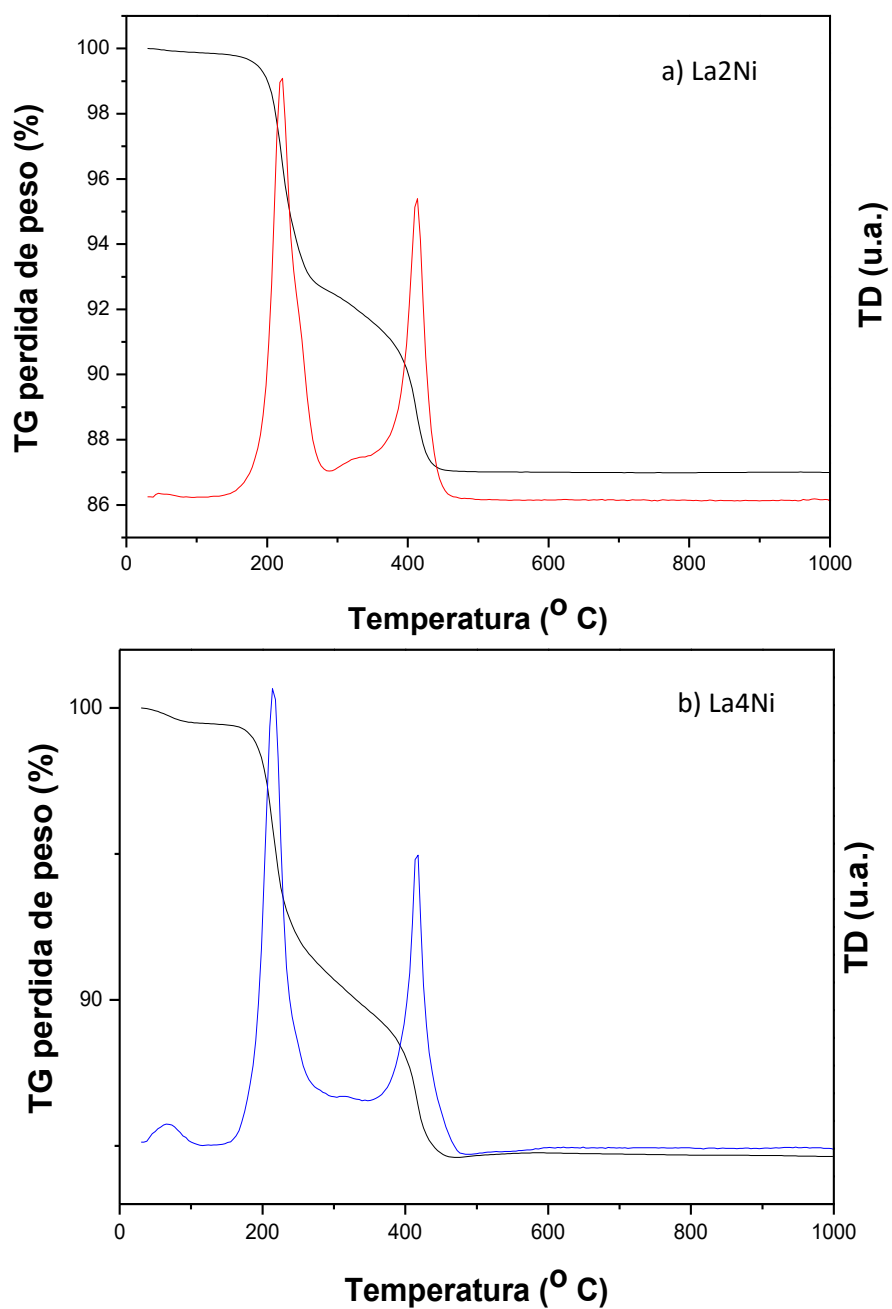 a) La2Ni
TG perdida de peso (%)
100
98
96
94
92
90
88
86
TD (u.a.)
0 200 400 600 800 1000
Temperatura (o C)
b) La4Ni
TG perdida de peso (%)
100
90
TD (u.a.)
0 200 400 600 800 1000
Temperatura (o C)